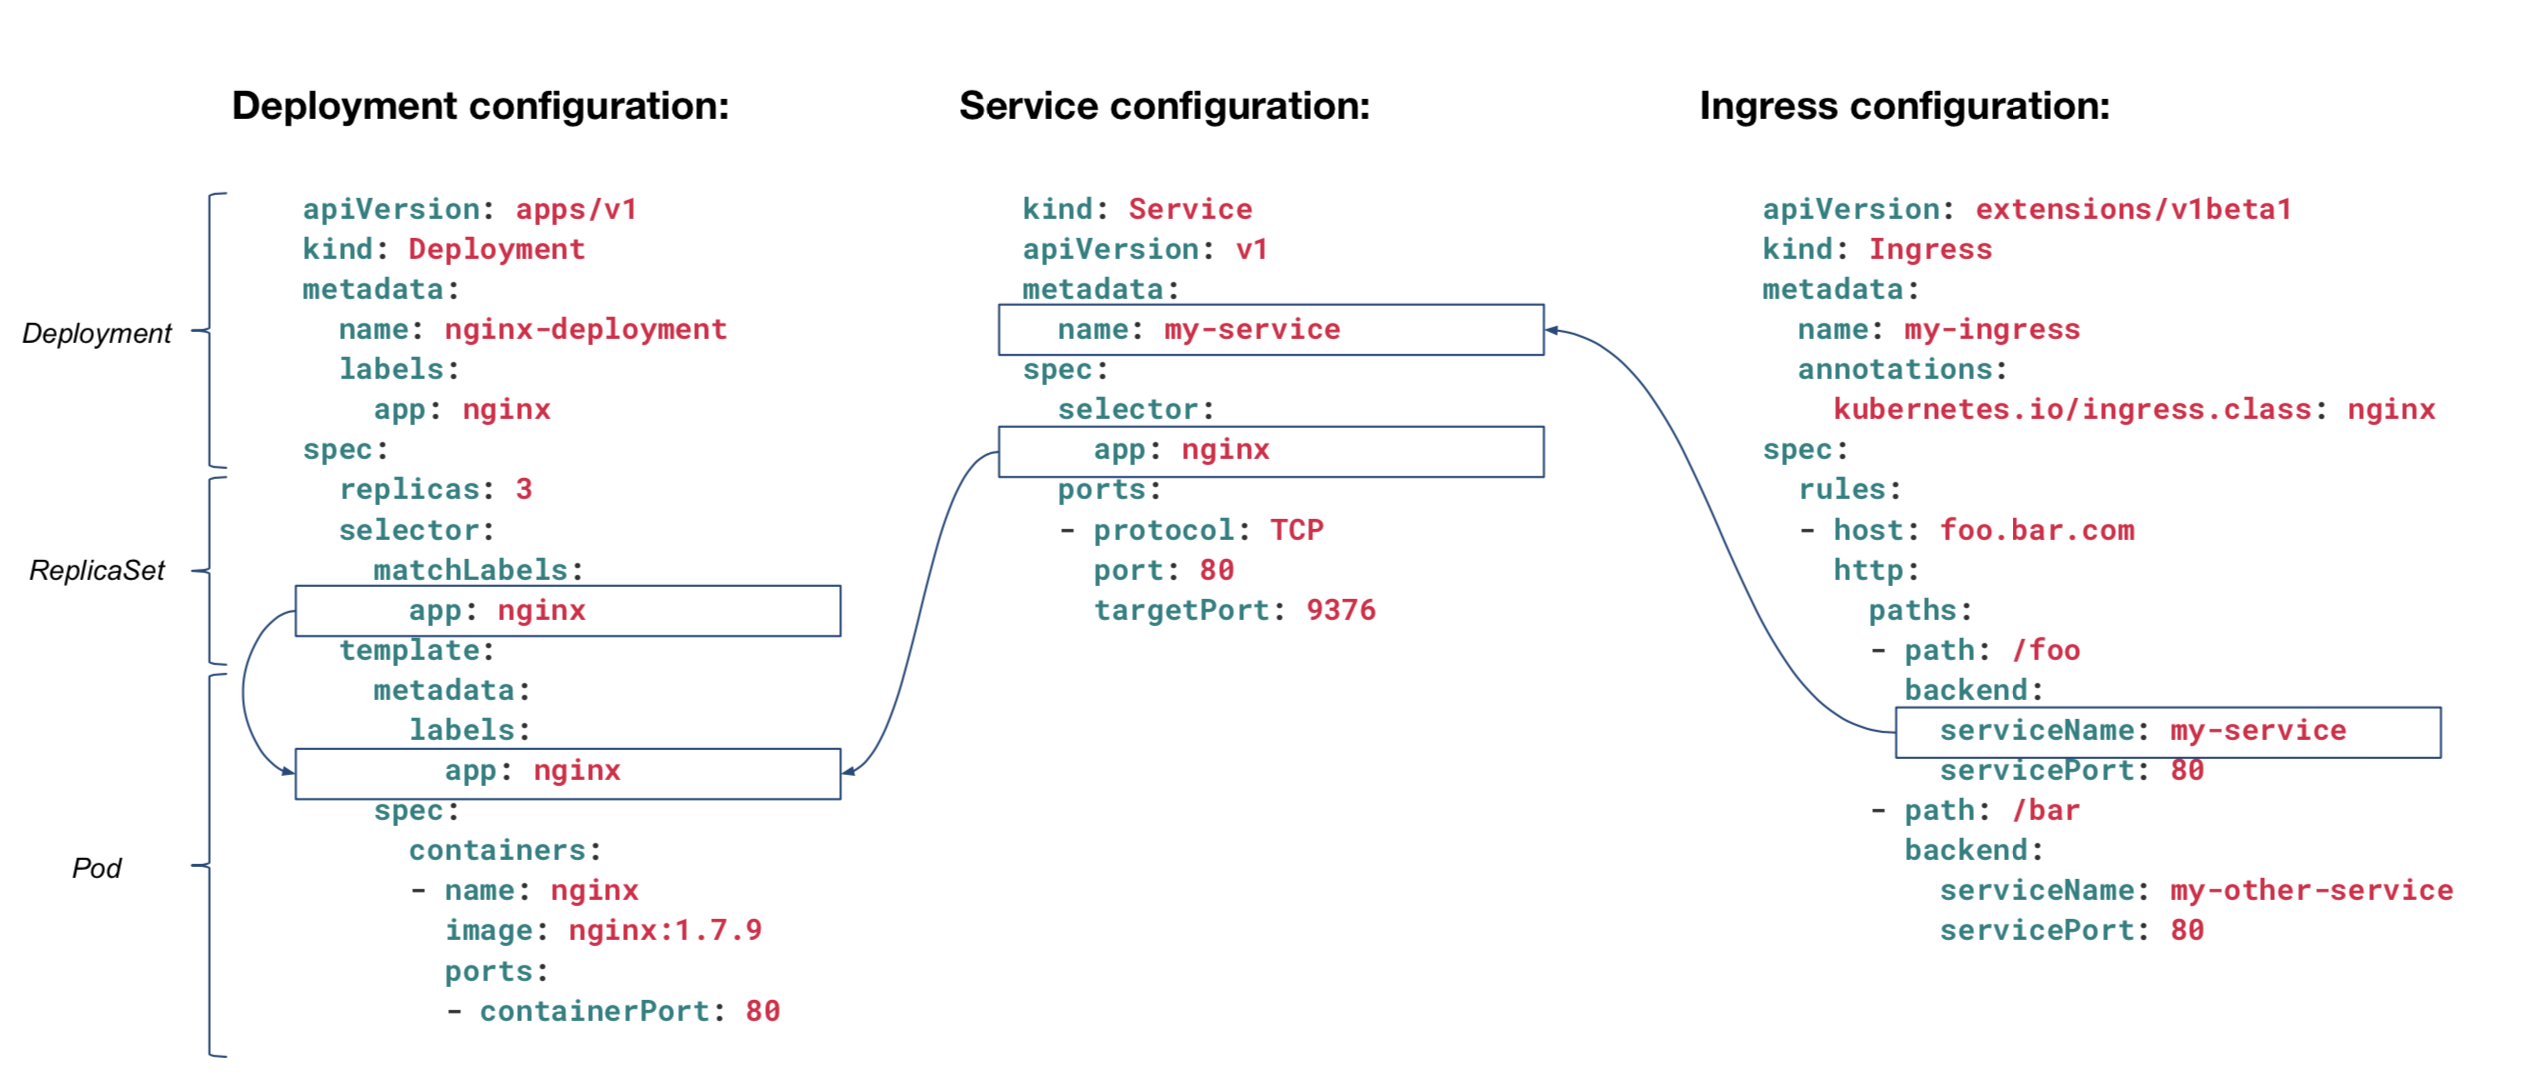 Deployment configuration:
apiVersion: apps/v1
kind: Deployment
metadata:
  name: nginx-deployment
  labels:
    app: nginx
spec:
  replicas: 3
  selector:
    matchLabels:
      app: nginx
  template:
    metadata:
      labels:
        app: nginx
    spec:
      containers:
      - name: nginx
        image: nginx:1.7.9
        ports:
        - containerPort: 80
Deployment
ReplicaSet
Pod
Service configuration:
kind: Service
apiVersion: v1
metadata:
  name: my-service
spec:
  selector:
    app: nginx
  ports:
  - protocol: TCP
    port: 80
    targetPort: 9376
Ingress configuration:
apiVersion: extensions/v1beta1
kind: Ingress
metadata:
  name: my-ingress
  annotations:
    kubernetes.io/ingress.class: nginx
spec:
  rules:
  - host: foo.bar.com
    http:
      paths:
      - path: /foo
        backend:
          serviceName: my-service
          servicePort: 80
      - path: /bar
        backend:
          serviceName: my-other-service
          servicePort: 80